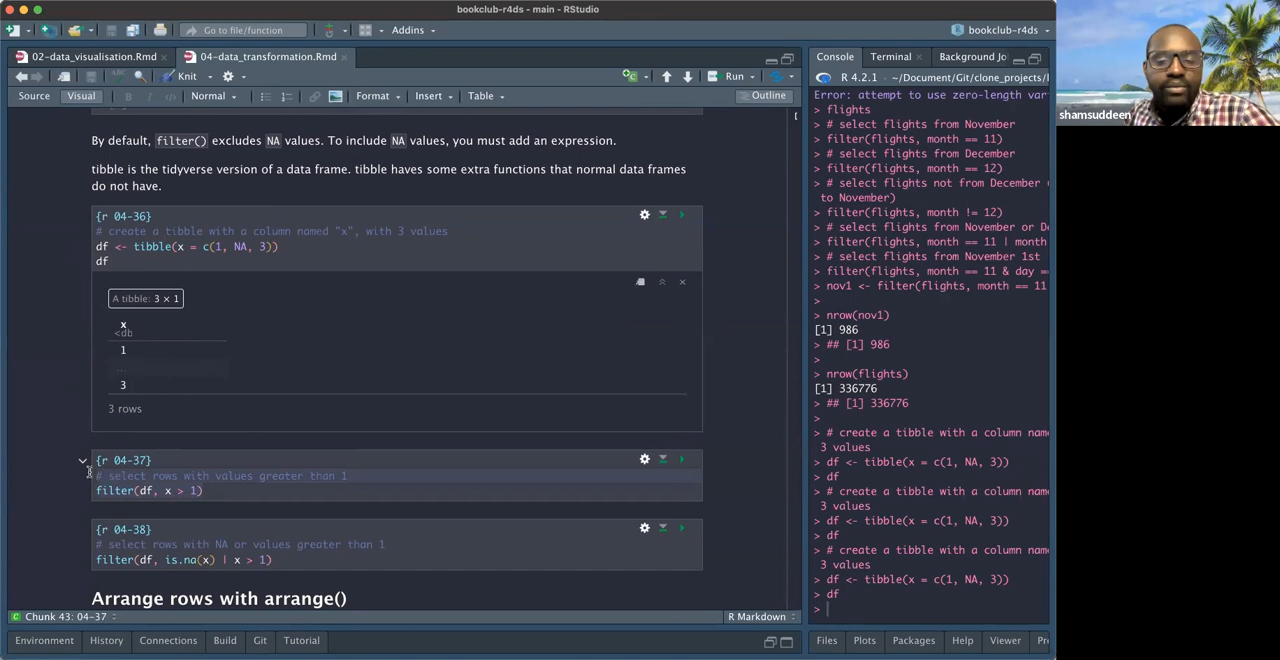 bookclub-r4ds - main - RStudio
Go to file/function
Addins
bookclub-r4ds
02-data_visualisation.Rmd
04-data_transformation.Rmd
Knit
Run
Source
Visual
Normal
Format
Insert
Table
Outline
By default, filter() excludes NA values. To include NA values, you must add an expression.
tibble is the tidyverse version of a data frame. tibble has some extra functions that normal data frames
do not have.
{r 04-36}
# create a tibble with a column named "x", with 3 values
df <- tibble(x = c(1, NA, 3))
df
A tibble: 3 × 1
x
<db
1
...
3
3 rows
{r 04-37}
# select rows with values greater than 1
filter(df, x > 1)
{r 04-38}
# select rows with NA or values greater than 1
filter(df, is.na(x) | x > 1)
Arrange rows with arrange()
Chunk 43: 04-37
R Markdown
Environment
History
Connections
Build
Git
Tutorial
Console
Terminal
Background Jo
R 4.2.1 · ~/Document/Git/clone_projects/
Error: attempt to use zero-length var
> flights
> # select flights from November
> filter(flights, month == 11)
> # select flights from December
> filter(flights, month == 12)
> # select flights not from December
to November)
> filter(flights, month != 12)
> # select flights from November or De
> filter(flights, month == 11 | month
> # select flights from November 1st
> filter(flights, month == 11 & day ==
> nov1 <- filter(flights, month == 11
>
> nrow(nov1)
[1] 986
> ## [1] 986
>
> nrow(flights)
[1] 336776
> ## [1] 336776
>
> # create a tibble with a column name
3 values
> df <- tibble(x = c(1, NA, 3))
> df
> # create a tibble with a column name
3 values
> df <- tibble(x = c(1, NA, 3))
> df
> # create a tibble with a column name
3 values
> df <- tibble(x = c(1, NA, 3))
> df
>
Files
Plots
Packages
Help
Viewer
Pr
shamsuddeen